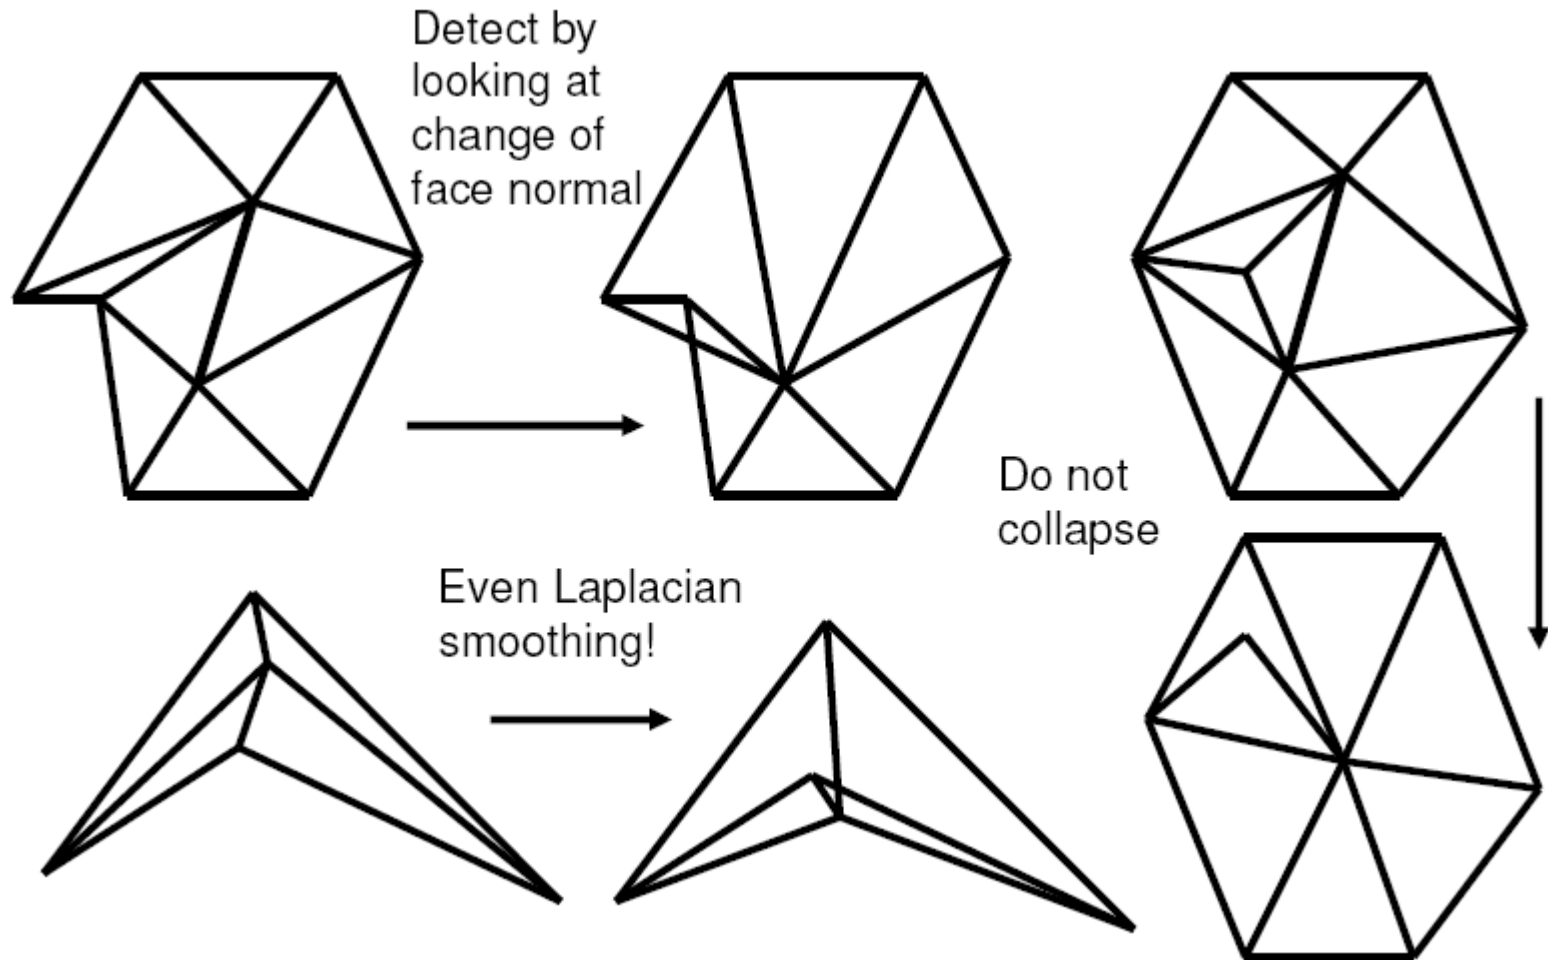 Detect by
looking at
change of
face normal
Do not
collapse
Even Laplacian
smoothing!